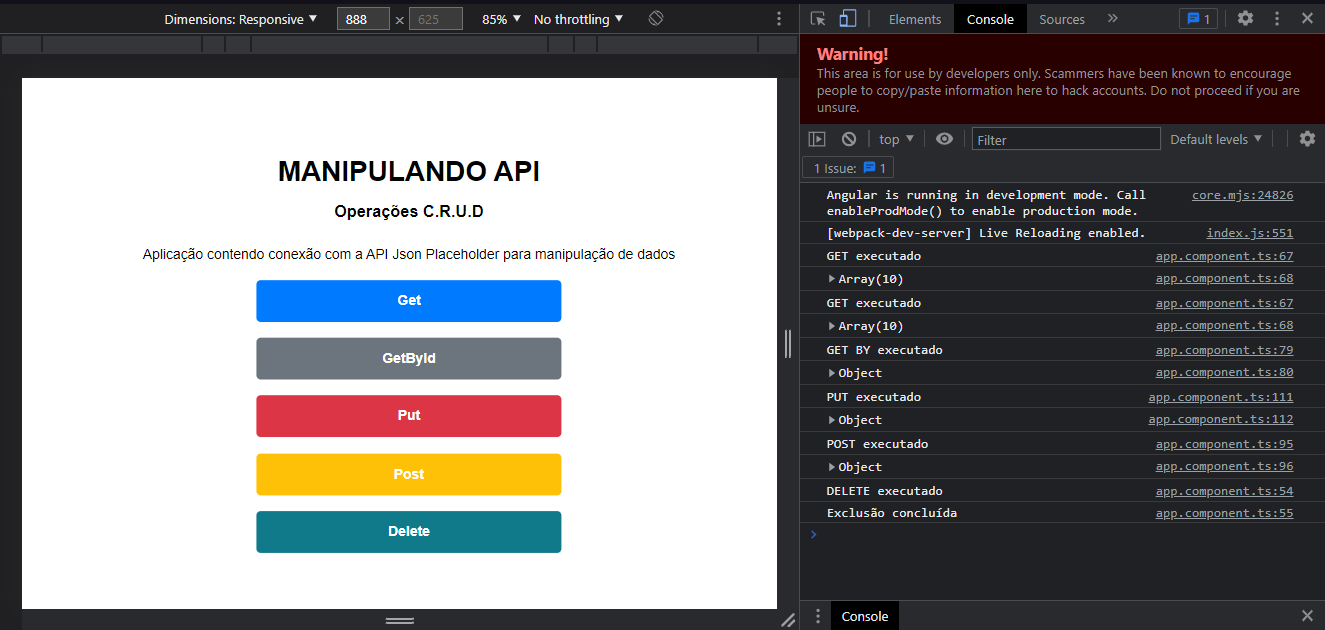 Dimensions: Responsive ▼ 888 × 625 85% ▼ No throttling ▼
MANIPULANDO API
Operações C.R.U.D
Aplicação contendo conexão com a API Json Placeholder para manipulação de dados
Get
GetById
Put
Post
Delete
Elements Console Sources » 1
Warning!
This area is for use by developers only. Scammers have been known to encourage
people to copy/paste information here to hack accounts. Do not proceed if you are
unsure.
top ▼ Filter Default levels ▼
1 Issue: 1
Angular is running in development mode. Call core.mjs:24826
enableProdMode() to enable production mode.
[webpack-dev-server] Live Reloading enabled. index.js:551
GET executado app.component.ts:67
Array(10) app.component.ts:68
GET executado app.component.ts:67
Array(10) app.component.ts:68
GET BY executado app.component.ts:79
Object app.component.ts:80
PUT executado app.component.ts:111
Object app.component.ts:112
POST executado app.component.ts:95
Object app.component.ts:96
DELETE executado app.component.ts:54
Exclusão concluída app.component.ts:55
Console